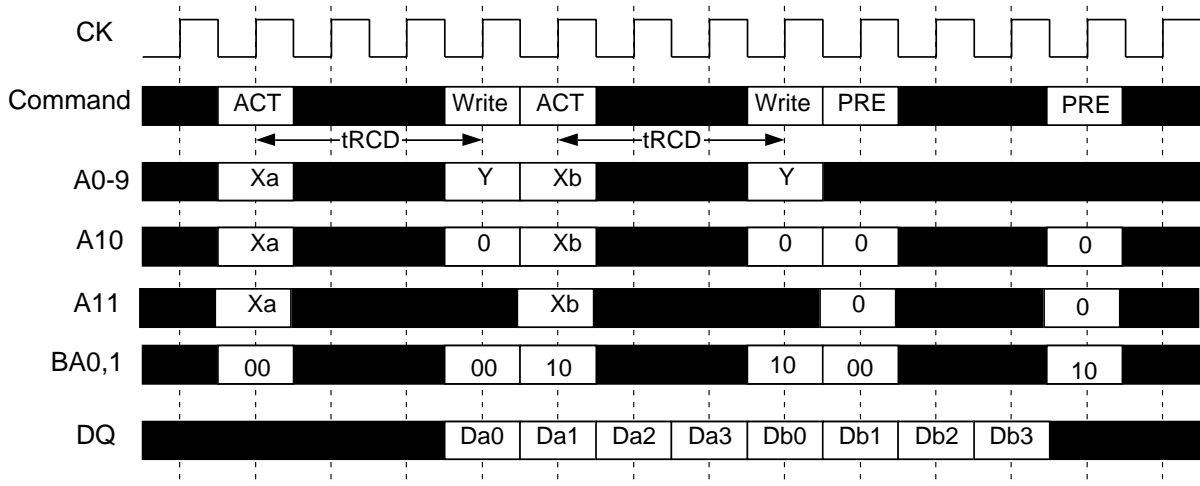 CK
Command ACT Write ACT Write PRE PRE
tRCD tRCD
A0-9 Xa Y Xb Y
A10 Xa 0 Xb 0 0 0
A11 Xa Xb 0 0
BA0,1 00 00 10 10 00 10
DQ Da0 Da1 Da2 Da3 Db0 Db1 Db2 Db3